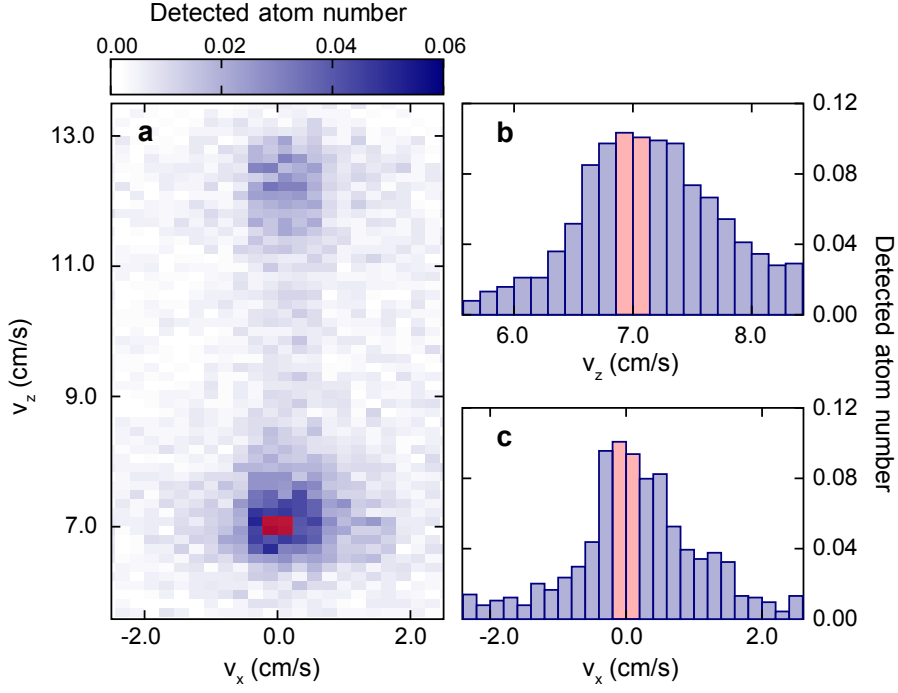 Detected atom number
0.00 0.02 0.04 0.06
a
13.0
11.0
9.0
7.0
v_z (cm/s)
-2.0 0.0 2.0
v_x (cm/s)
b
0.12
0.08
0.04
0.00
6.0 7.0 8.0
v_z (cm/s)
Detected atom number
c
0.12
0.08
0.04
0.00
-2.0 0.0 2.0
v_x (cm/s)